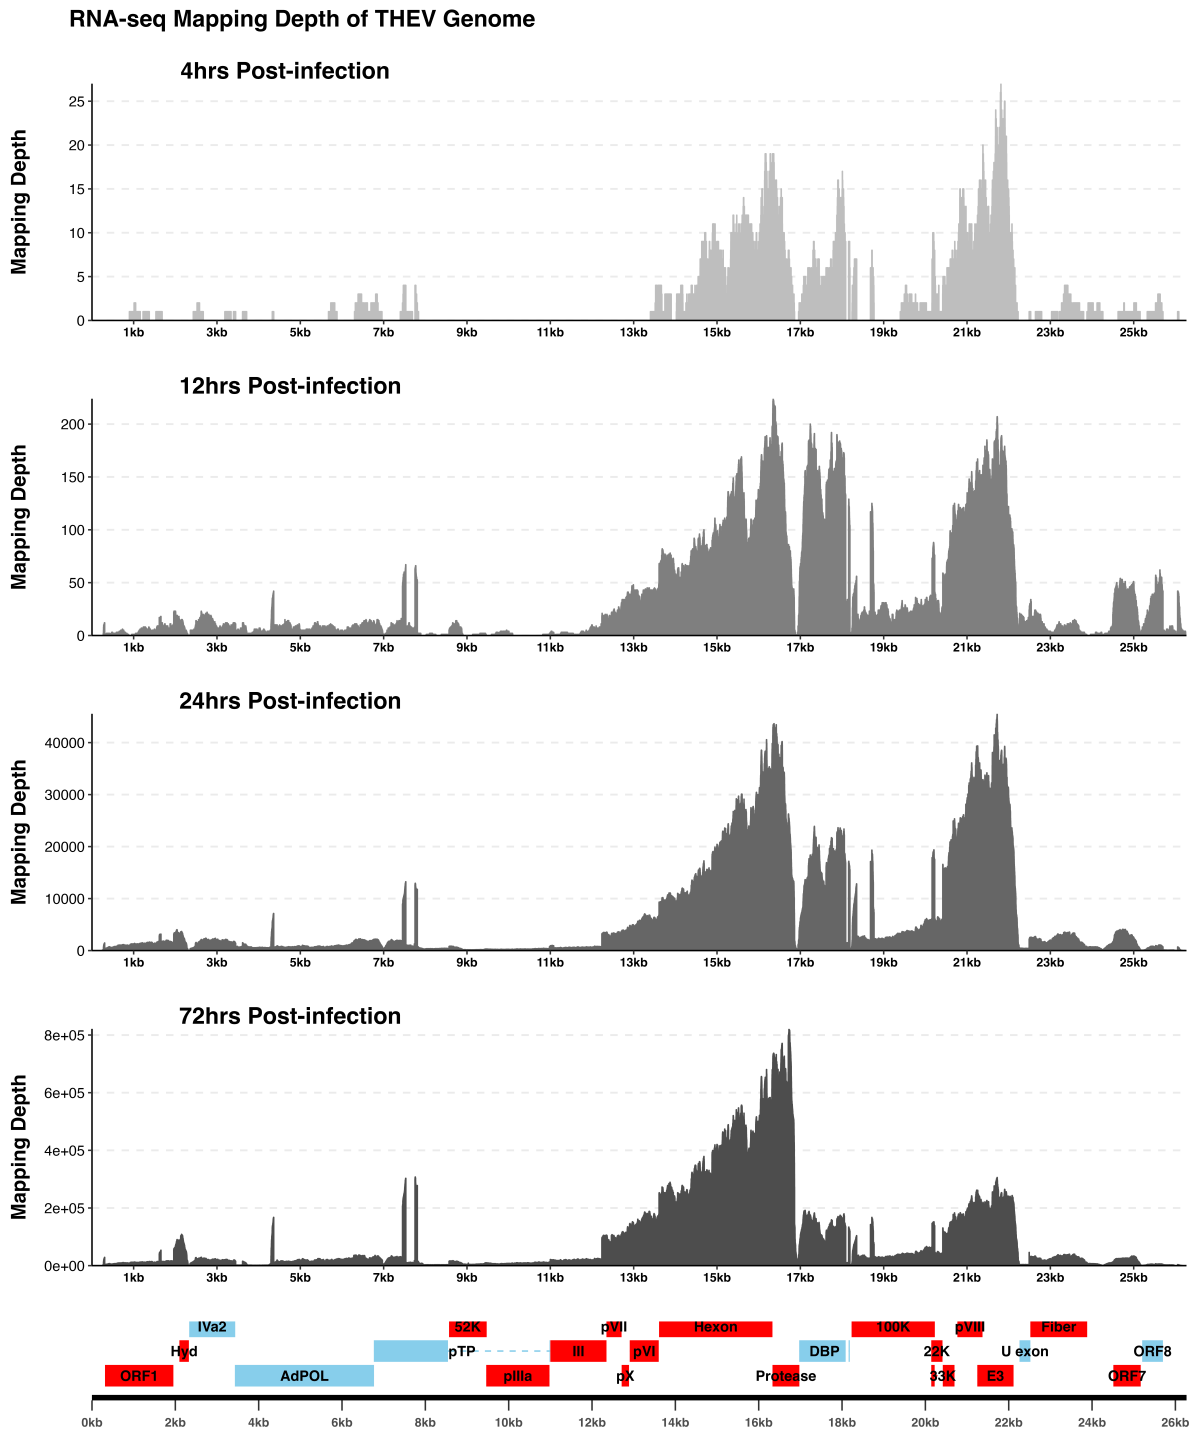 RNA-seq Mapping Depth of THEV Genome
4hrs Post-infection
Mapping Depth
25
20
15
10
5
0
1kb 3kb 5kb 7kb 9kb 11kb 13kb 15kb 17kb 19kb 21kb 23kb 25kb
12hrs Post-infection
Mapping Depth
200
150
100
50
0
1kb 3kb 5kb 7kb 9kb 11kb 13kb 15kb 17kb 19kb 21kb 23kb 25kb
24hrs Post-infection
Mapping Depth
40000
30000
20000
10000
0
1kb 3kb 5kb 7kb 9kb 11kb 13kb 15kb 17kb 19kb 21kb 23kb 25kb
72hrs Post-infection
Mapping Depth
8e+05
6e+05
4e+05
2e+05
0e+00
1kb 3kb 5kb 7kb 9kb 11kb 13kb 15kb 17kb 19kb 21kb 23kb 25kb
IVa2 52K pVII Hexon 100K pVIII Fiber
Hyd pTP III pVI DBP 22K U exon ORF8
ORF1 AdPOL pIIIa pX Protease 33K E3 ORF7
0kb 2kb 4kb 6kb 8kb 10kb 12kb 14kb 16kb 18kb 20kb 22kb 24kb 26kb